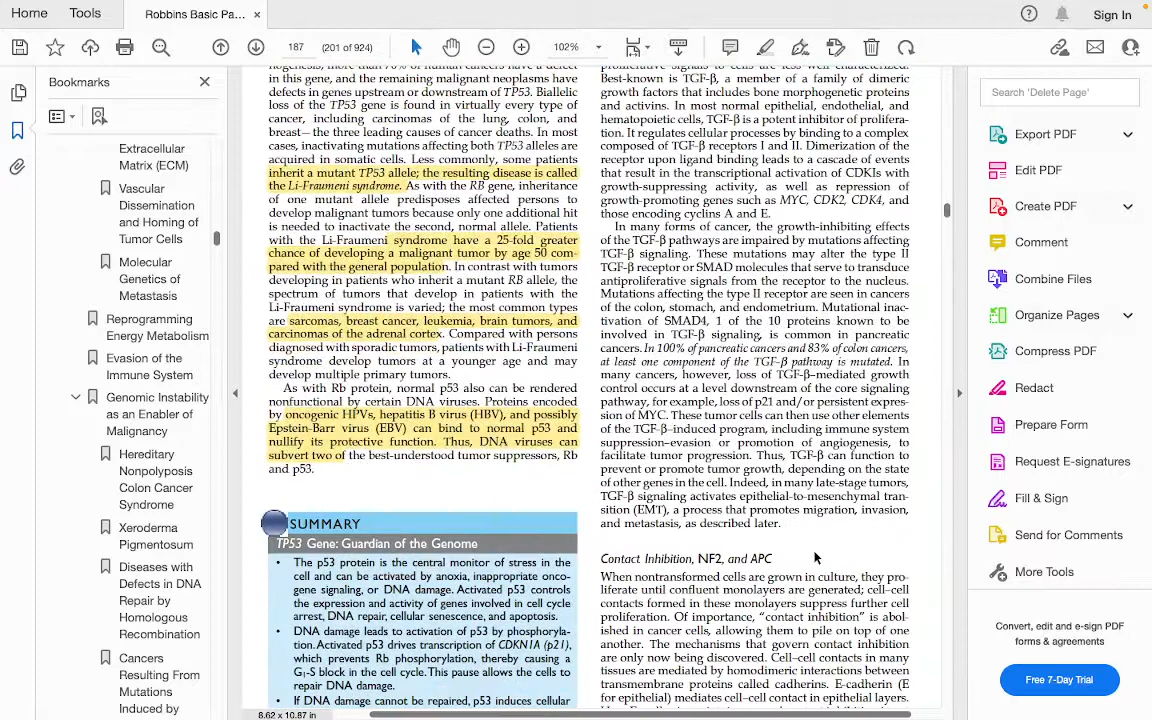 Home
Tools
Robbins Basic Pa...
×
Sign In
187
(201 of 924)
102%
Bookmarks
Extracellular
Matrix (ECM)
Vascular
Dissemination
and Homing of
Tumor Cells
Molecular
Genetics of
Metastasis
Reprogramming
Energy Metabolism
Evasion of the
Immune System
Genomic Instability
as an Enabler of
Malignancy
Hereditary
Nonpolyposis
Colon Cancer
Syndrome
Xeroderma
Pigmentosum
Diseases with
Defects in DNA
Repair by
Homologous
Recombination
Cancers
Resulting From
Mutations
Induced by
in this gene, and the remaining malignant neoplasms have
defects in genes upstream or downstream of TP53. Biallelic
loss of the TP53 gene is found in virtually every type of
cancer, including carcinomas of the lung, colon, and
breast—the three leading causes of cancer deaths. In most
cases, inactivating mutations affecting both TP53 alleles are
acquired in somatic cells. Less commonly, some patients
inherit a mutant TP53 allele; the resulting disease is called
the Li-Fraumeni syndrome. As with the RB gene, inheritance
of one mutant allele predisposes affected persons to
develop malignant tumors because only one additional hit
is needed to inactivate the second, normal allele. Patients
with the Li-Fraumeni syndrome have a 25-fold greater
chance of developing a malignant tumor by age 50 com-
pared with the general population. In contrast with tumors
developing in patients who inherit a mutant RB allele, the
spectrum of tumors that develop in patients with the
Li-Fraumeni syndrome is varied; the most common types
are sarcomas, breast cancer, leukemia, brain tumors, and
carcinomas of the adrenal cortex. Compared with persons
diagnosed with sporadic tumors, patients with Li-Fraumeni
syndrome develop tumors at a younger age and may
develop multiple primary tumors.
As with Rb protein, normal p53 also can be rendered
nonfunctional by certain DNA viruses. Proteins encoded
by oncogenic HPVs, hepatitis B virus (HBV), and possibly
Epstein-Barr virus (EBV) can bind to normal p53 and
nullify its protective function. Thus, DNA viruses can
subvert two of the best-understood tumor suppressors, Rb
and p53.
SUMMARY
TP53 Gene: Guardian of the Genome
• The p53 protein is the central monitor of stress in the
cell and can be activated by anoxia, inappropriate onco-
gene signaling, or DNA damage. Activated p53 controls
the expression and activity of genes involved in cell cycle
arrest, DNA repair, cellular senescence, and apoptosis.
• DNA damage leads to activation of p53 by phosphoryla-
tion. Activated p53 drives transcription of CDKN1A (p21),
which prevents Rb phosphorylation, thereby causing a
G1-S block in the cell cycle. This pause allows the cells to
repair DNA damage.
• If DNA damage cannot be repaired, p53 induces cellular
Best-known is TGF-β, a member of a family of dimeric
growth factors that includes bone morphogenetic proteins
and activins. In most normal epithelial, endothelial, and
hematopoietic cells, TGF-β is a potent inhibitor of prolifera-
tion. It regulates cellular processes by binding to a complex
composed of TGF-β receptors I and II. Dimerization of the
receptor upon ligand binding leads to a cascade of events
that result in the transcriptional activation of CDKIs with
growth-suppressing activity, as well as repression of
growth-promoting genes such as MYC, CDK2, CDK4, and
those encoding cyclins A and E.
In many forms of cancer, the growth-inhibiting effects
of the TGF-β pathways are impaired by mutations affecting
TGF-β signaling. These mutations may alter the type II
TGF-β receptor or SMAD molecules that serve to transduce
antiproliferative signals from the receptor to the nucleus.
Mutations affecting the type II receptor are seen in cancers
of the colon, stomach, and endometrium. Mutational inac-
tivation of SMAD4, 1 of the 10 proteins known to be
involved in TGF-β signaling, is common in pancreatic
cancers. In 100% of pancreatic cancers and 83% of colon cancers,
at least one component of the TGF-β pathway is mutated. In
many cancers, however, loss of TGF-β-mediated growth
control occurs at a level downstream of the core signaling
pathway, for example, loss of p21 and/or persistent expres-
sion of MYC. These tumor cells can then use other elements
of the TGF-β–induced program, including immune system
suppression–evasion or promotion of angiogenesis, to
facilitate tumor progression. Thus, TGF-β can function to
prevent or promote tumor growth, depending on the state
of other genes in the cell. Indeed, in many late-stage tumors,
TGF-β signaling activates epithelial-to-mesenchymal tran-
sition (EMT), a process that promotes migration, invasion,
and metastasis, as described later.
Contact Inhibition, NF2, and APC
When nontransformed cells are grown in culture, they pro-
liferate until confluent monolayers are generated; cell–cell
contacts formed in these monolayers suppress further cell
proliferation. Of importance, “contact inhibition” is abol-
ished in cancer cells, allowing them to pile on top of one
another. The mechanisms that govern contact inhibition
are only now being discovered. Cell–cell contacts in many
tissues are mediated by homodimeric interactions between
transmembrane proteins called cadherins. E-cadherin (E
for epithelial) mediates cell–cell contact in epithelial layers.
8.62 x 10.87 in
Search 'Delete Page'
Export PDF
Edit PDF
Create PDF
Comment
Combine Files
Organize Pages
Compress PDF
Redact
Prepare Form
Request E-signatures
Fill & Sign
Send for Comments
More Tools
Convert, edit and e-sign PDF
forms & agreements
Free 7-Day Trial